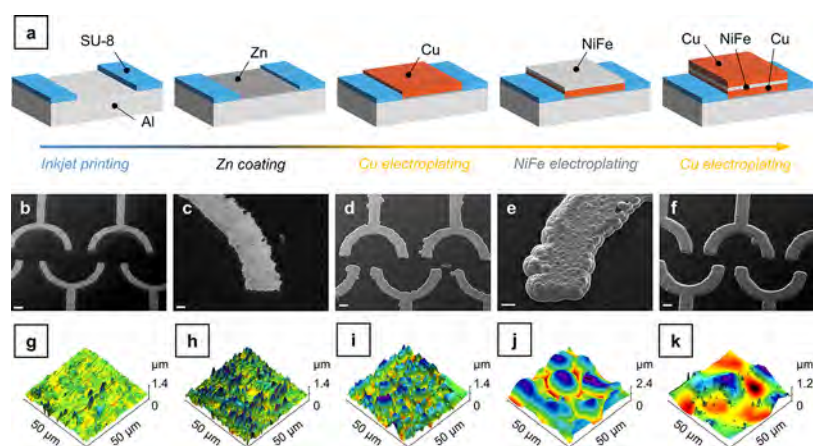 a
SU-8
Al
Zn
Cu
NiFe
Cu
NiFe
Cu
Inkjet printing
Zn coating
Cu electroplating
NiFe electroplating
Cu electroplating
b
c
d
e
f
g
µm
1.4
0
50 µm
50 µm
h
µm
1.4
0
50 µm
50 µm
i
µm
1.4
0
50 µm
50 µm
j
µm
2.4
0
50 µm
50 µm
k
µm
1.2
0
50 µm
50 µm